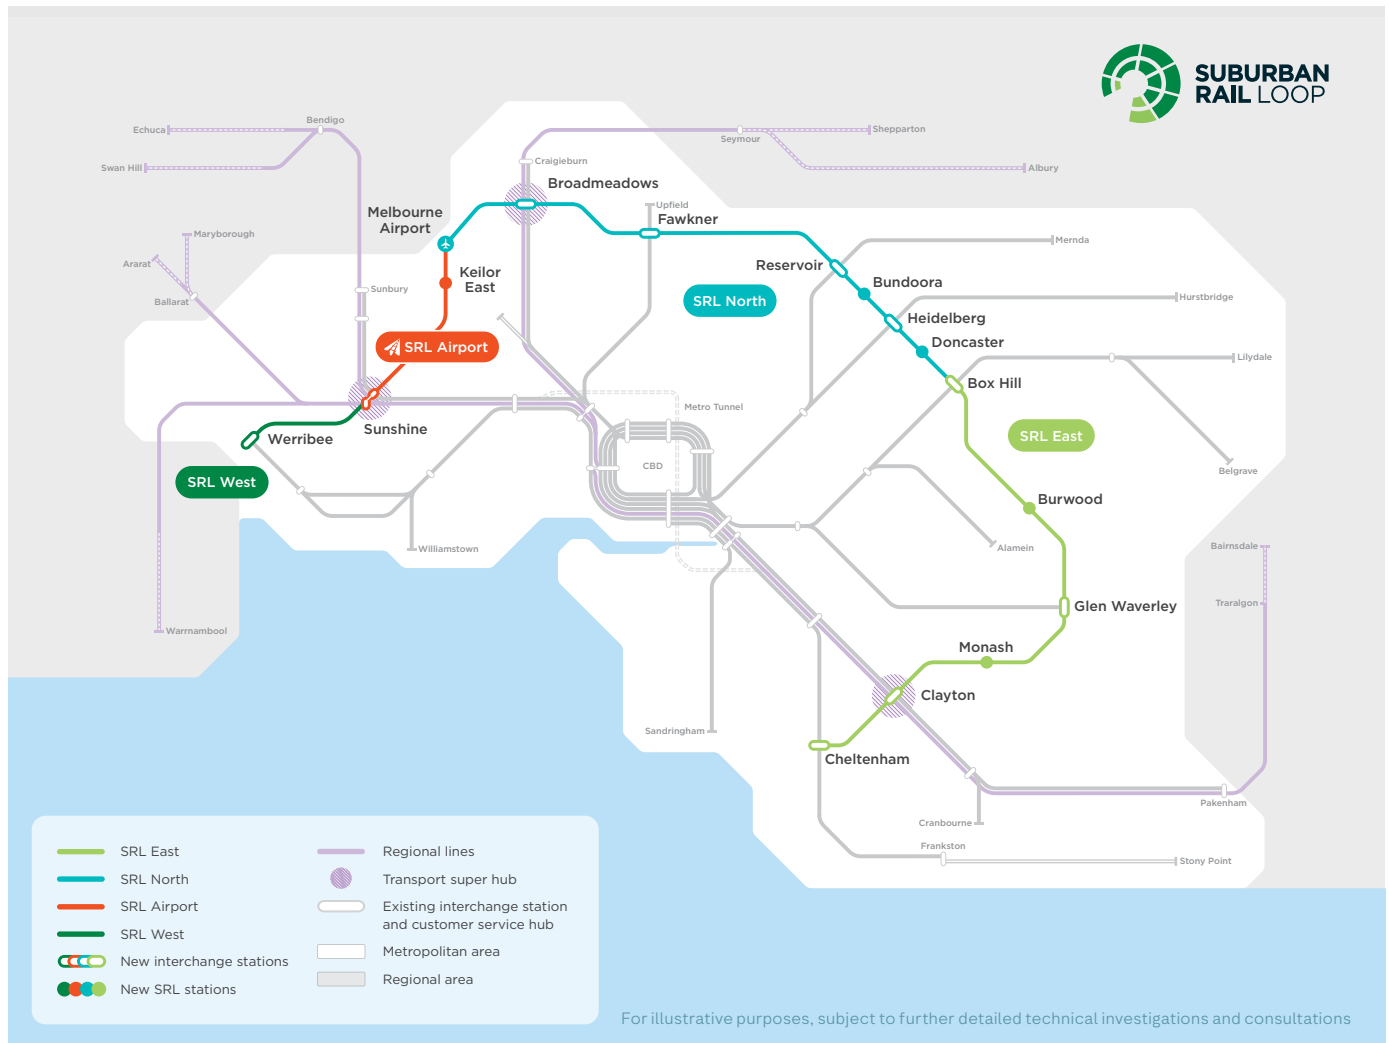 SUBURBAN
RAIL LOOP
Echuca
Bendigo
Shepparton
Seymour
Swan Hill
Craigieburn
Albury
Broadmeadows
Melbourne
Airport
Upfield
Fawkner
Maryborough
Mernda
Ararat
Reservoir
Keilor
East
Bundoora
Sunbury
Ballarat
SRL North
Hurstbridge
Heidelberg
Doncaster
SRL Airport
Lilydale
Box Hill
Metro Tunnel
Sunshine
Werribee
SRL East
CBD
Belgrave
SRL West
Burwood
Williamstown
Alamein
Bairnsdale
Traralgon
Glen Waverley
Warrnambool
Monash
Clayton
Sandringham
Cheltenham
Pakenham
Cranbourne
Frankston
Stony Point
SRL East
SRL North
SRL Airport
SRL West
New interchange stations
New SRL stations
Regional lines
Transport super hub
Existing interchange station
and customer service hub
Metropolitan area
Regional area
For illustrative purposes, subject to further detailed technical investigations and consultations